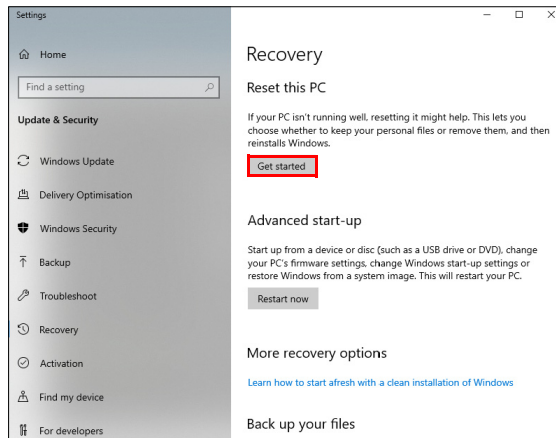 Settings
Home
Find a setting
Update & Security
Windows Update
Delivery Optimisation
Windows Security
Backup
Troubleshoot
Recovery
Activation
Find my device
For developers
Recovery
Reset this PC
If your PC isn't running well, resetting it might help. This lets you
choose whether to keep your personal files or remove them, and then
reinstalls Windows.
Get started
Advanced start-up
Start up from a device or disc (such as a USB drive or DVD), change
your PC's firmware settings, change Windows start-up settings or
restore Windows from a system image. This will restart your PC.
Restart now
More recovery options
Learn how to start afresh with a clean installation of Windows
Back up your files